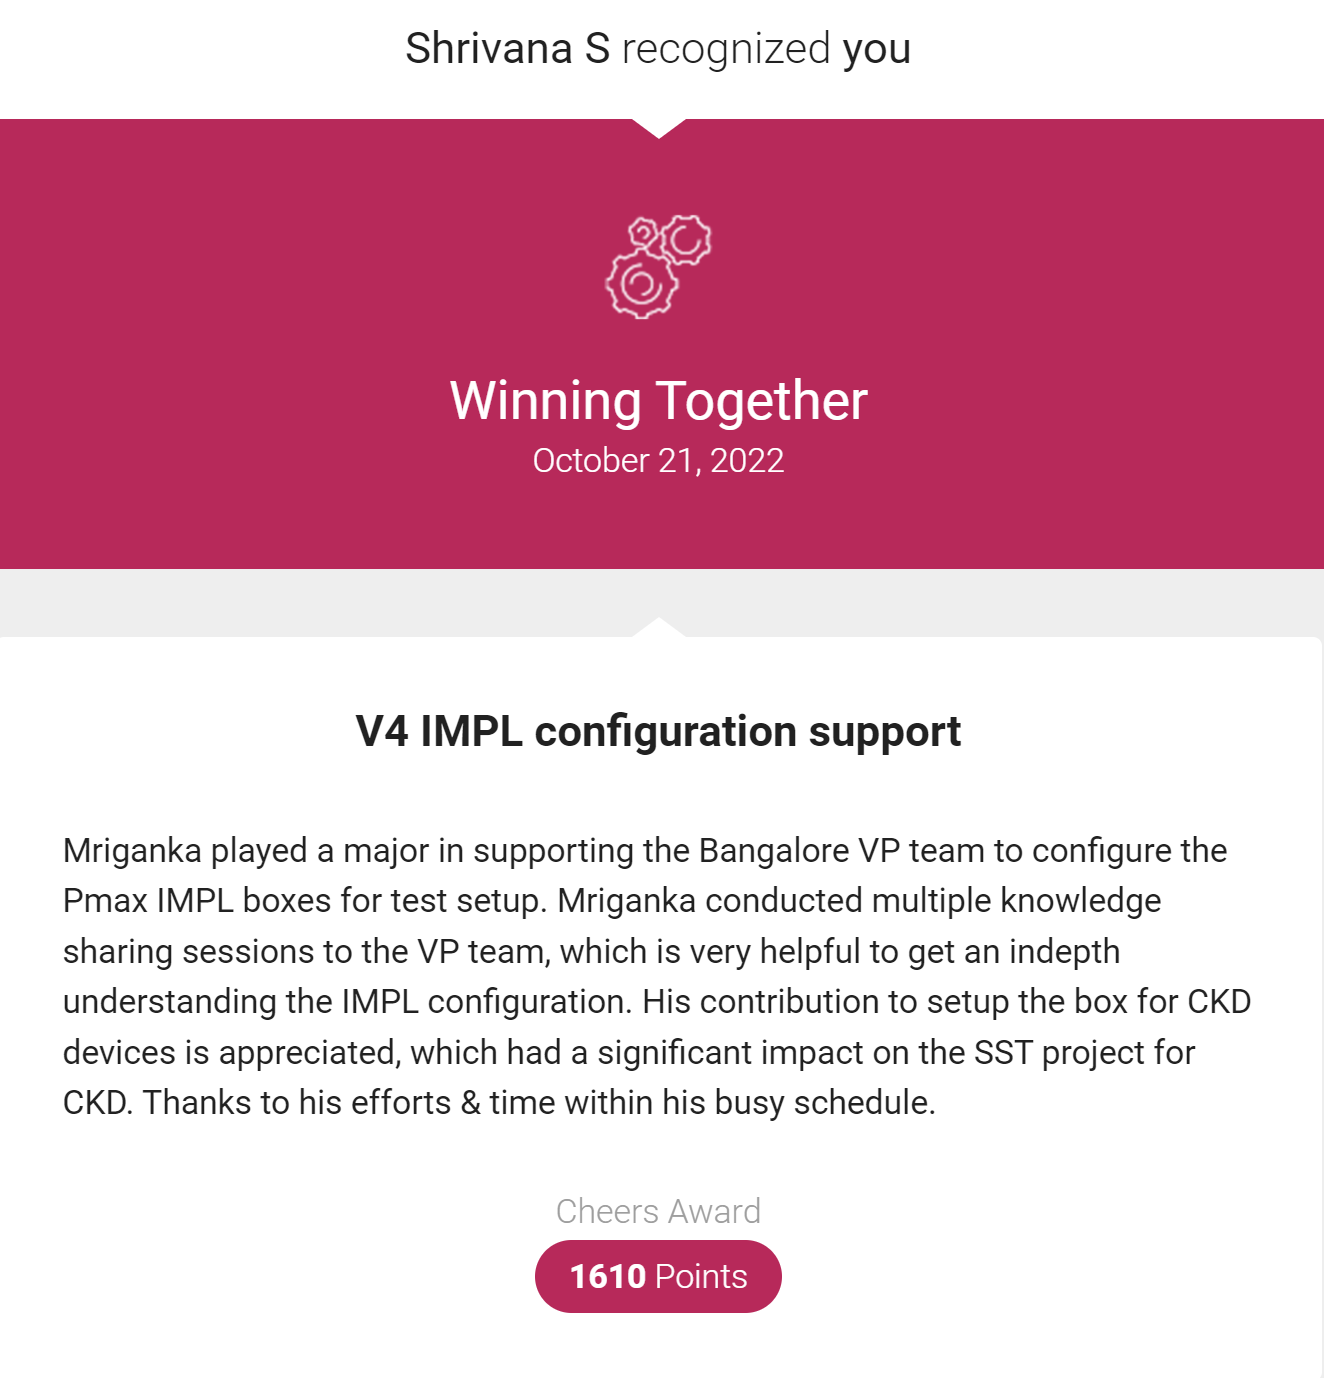 Shrivana S recognized you
Winning Together
October 21, 2022
V4 IMPL configuration support
Mriganka played a major in supporting the Bangalore VP team to configure the
Pmax IMPL boxes for test setup. Mriganka conducted multiple knowledge
sharing sessions to the VP team, which is very helpful to get an indepth
understanding the IMPL configuration. His contribution to setup the box for CKD
devices is appreciated, which had a significant impact on the SST project for
CKD. Thanks to his efforts & time within his busy schedule.
Cheers Award
1610 Points